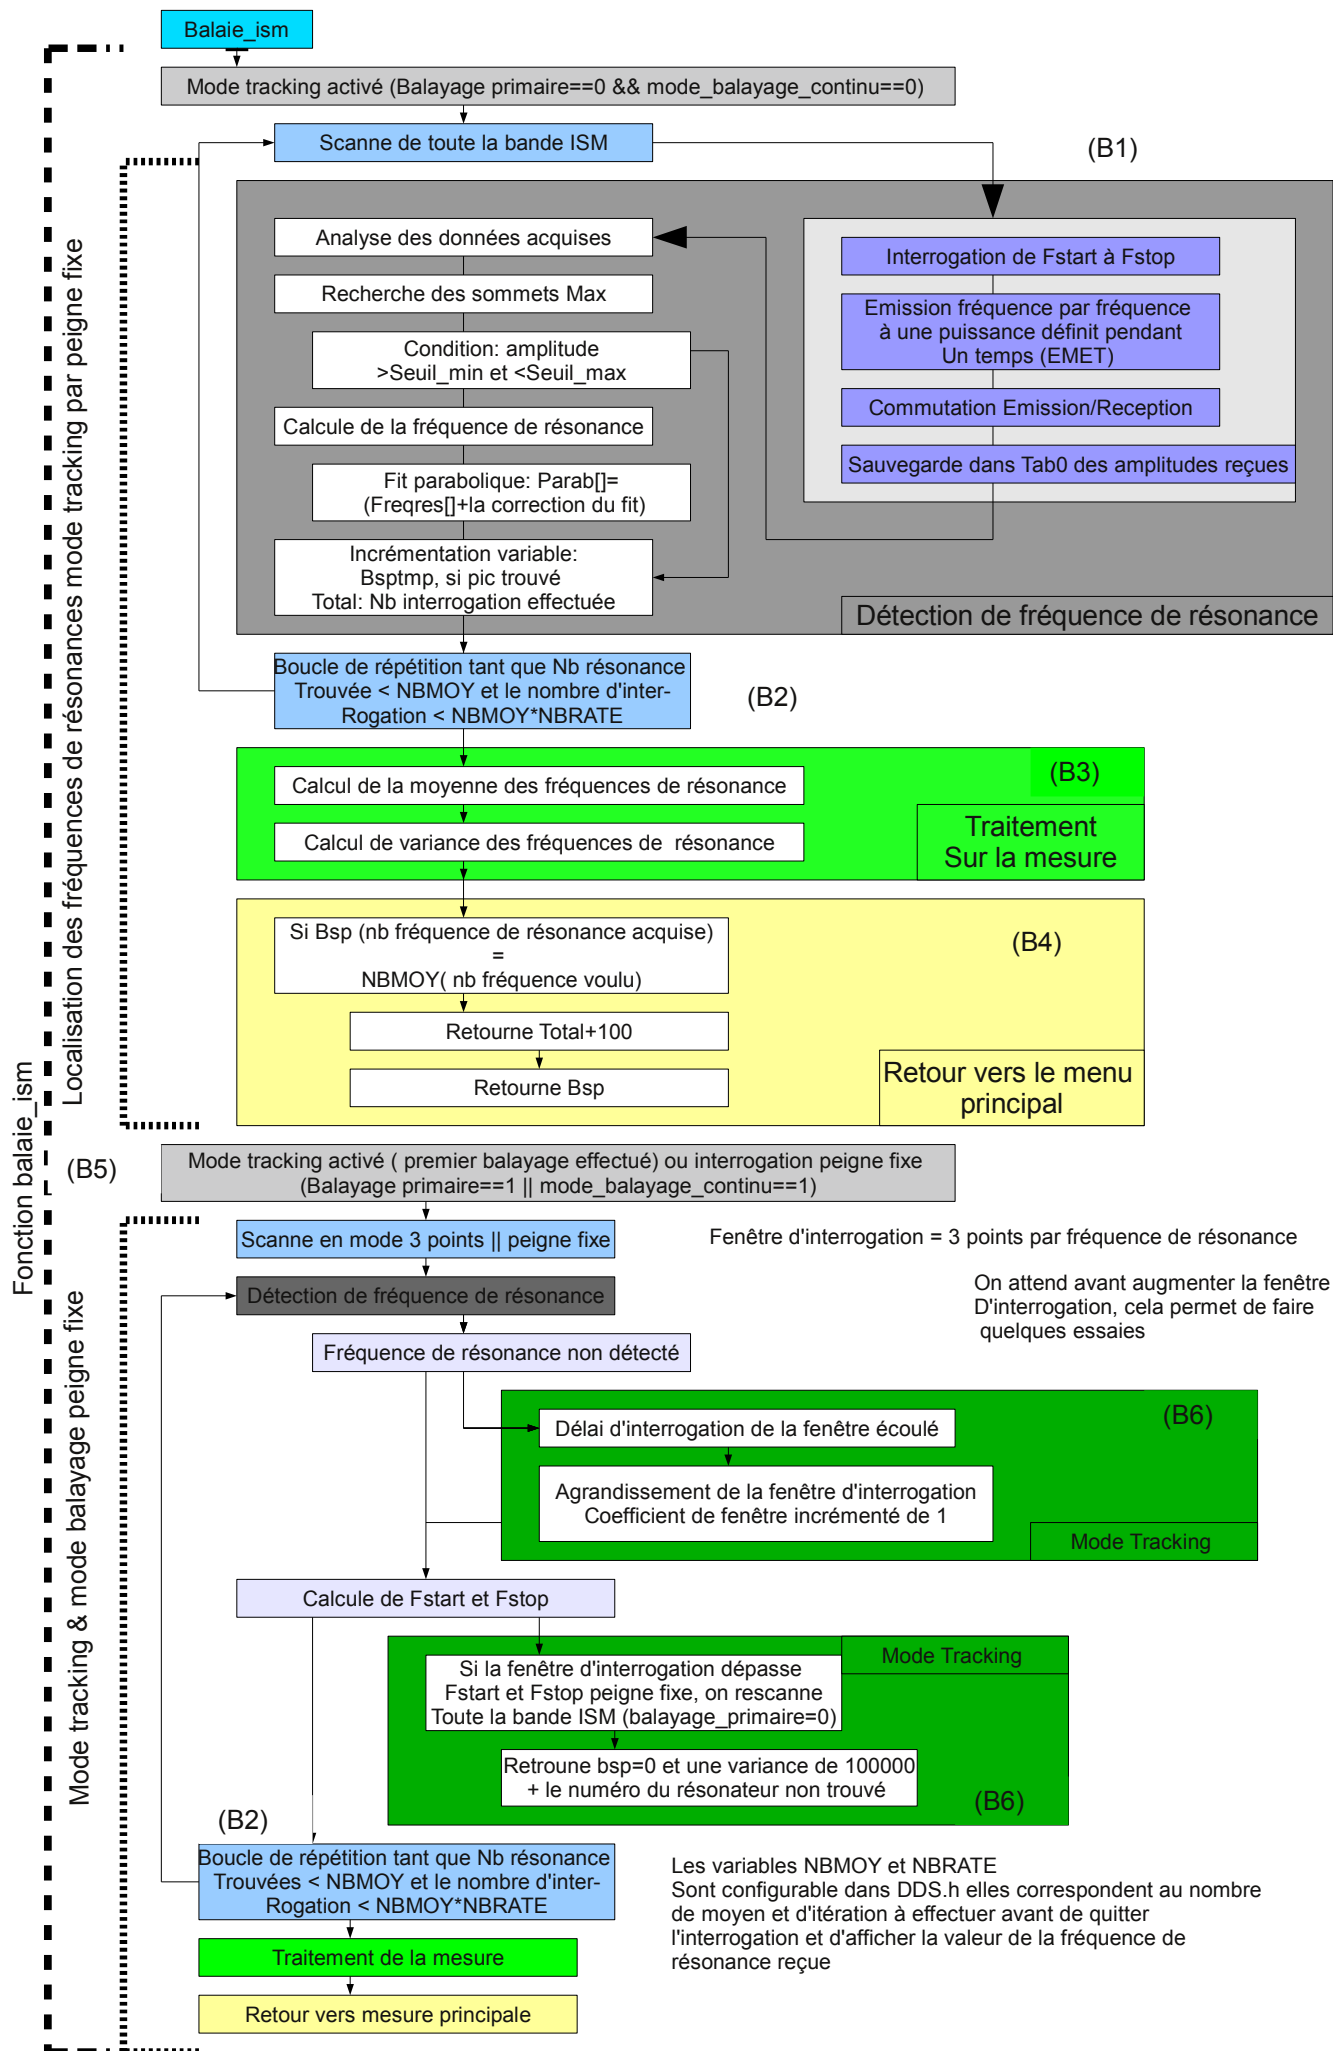 Balaie_ism
Mode tracking activé (Balayage primaire==0 && mode_balayage_continu==0)
Scanne de toute la bande ISM
(B1)
Analyse des données acquises
Recherche des sommets Max
Condition: amplitude
>Seuil_min et <Seuil_max
Calcule de la fréquence de résonance
Fit parabolique: Parab[]=
(Freqres[]+la correction du fit)
Incrémentation variable:
Bsptmp, si pic trouvé
Total: Nb interrogation effectuée
Interrogation de Fstart à Fstop
Emission fréquence par fréquence
à une puissance définit pendant
Un temps (EMET)
Commutation Emission/Reception
Sauvegarde dans Tab0 des amplitudes reçues
Détection de fréquence de résonance
Boucle de répétition tant que Nb résonance
Trouvée < NBMOY et le nombre d'inter-
Rogation < NBMOY*NBRATE
(B2)
Calcul de la moyenne des fréquences de résonance
Calcul de variance des fréquences de  résonance
(B3)
Traitement
Sur la mesure
Si Bsp (nb fréquence de résonance acquise)
=
NBMOY( nb fréquence voulu)
Retourne Total+100
Retourne Bsp
(B4)
Retour vers le menu
principal
Localisation des fréquences de résonances mode tracking par peigne fixe
Fonction balaie_ism
(B5)
Mode tracking activé ( premier balayage effectué) ou interrogation peigne fixe
(Balayage primaire==1 || mode_balayage_continu==1)
Scanne en mode 3 points || peigne fixe
Fenêtre d'interrogation = 3 points par fréquence de résonance
Détection de fréquence de résonance
On attend avant augmenter la fenêtre
D'interrogation, cela permet de faire
quelques essaies
Fréquence de résonance non détecté
(B6)
Délai d'interrogation de la fenêtre écoulé
Agrandissement de la fenêtre d'interrogation
Coefficient de fenêtre incrémenté de 1
Mode Tracking
Calcule de Fstart et Fstop
Mode Tracking
Si la fenêtre d'interrogation dépasse
Fstart et Fstop peigne fixe, on rescanne
Toute la bande ISM (balayage_primaire=0)
Retroune bsp=0 et une variance de 100000
+ le numéro du résonateur non trouvé
(B6)
Mode tracking & mode balayage peigne fixe
(B2)
Boucle de répétition tant que Nb résonance
Trouvées < NBMOY et le nombre d'inter-
Rogation < NBMOY*NBRATE
Les variables NBMOY et NBRATE
Sont configurable dans DDS.h elles correspondent au nombre
de moyen et d'itération à effectuer avant de quitter
l'interrogation et d'afficher la valeur de la fréquence de
résonance reçue
Traitement de la mesure
Retour vers mesure principale